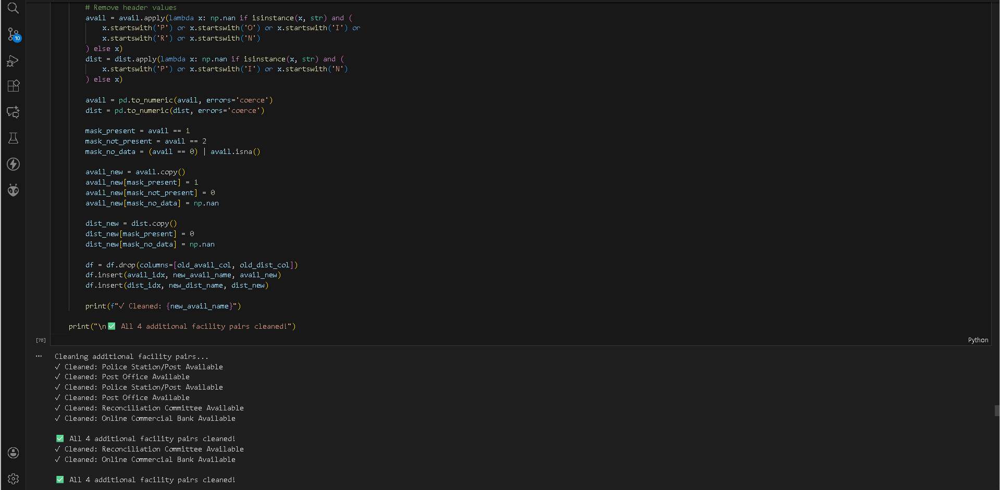 # Remove header values
avail = avail.apply(lambda x: np.nan if isinstance(x, str) and (
x.startswith('P') or x.startswith('O') or x.startswith('I') or
x.startswith('R') or x.startswith('N')
) else x)
dist = dist.apply(lambda x: np.nan if isinstance(x, str) and (
x.startswith('P') or x.startswith('I') or x.startswith('N')
) else x)
avail = pd.to_numeric(avail, errors='coerce')
dist = pd.to_numeric(dist, errors='coerce')
mask_present = avail == 1
mask_not_present = avail == 2
mask_no_data = (avail == 0) | avail.isna()
avail_new = avail.copy()
avail_new[mask_present] = 1
avail_new[mask_not_present] = 0
avail_new[mask_no_data] = np.nan
dist_new = dist.copy()
dist_new[mask_present] = 0
dist_new[mask_no_data] = np.nan
df = df.drop(columns=[old_avail_col, old_dist_col])
df.insert(avail_idx, new_avail_name, avail_new)
df.insert(dist_idx, new_dist_name, dist_new)
print(f"✓ Cleaned: {new_avail_name}")
print("\n✅ All 4 additional facility pairs cleaned!")
[78]
Python
Cleaning additional facility pairs...
✓ Cleaned: Police Station/Post Available
✓ Cleaned: Post Office Available
✓ Cleaned: Police Station/Post Available
✓ Cleaned: Post Office Available
✓ Cleaned: Reconciliation Committee Available
✓ Cleaned: Online Commercial Bank Available
✅ All 4 additional facility pairs cleaned!
✓ Cleaned: Reconciliation Committee Available
✓ Cleaned: Online Commercial Bank Available
✅ All 4 additional facility pairs cleaned!
10